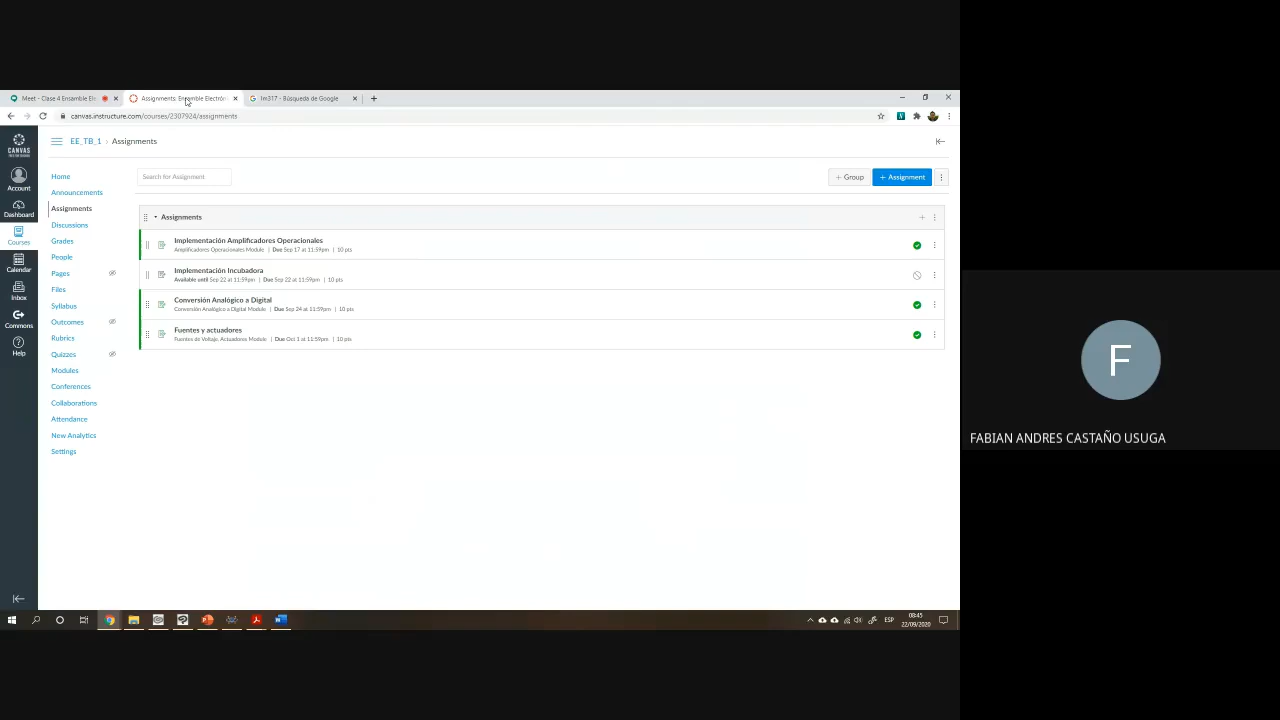 Meet - Clase 4 Ensamble Ele
Assignments: Ensamble Electrón
lm317 - Búsqueda de Google
canvas.instructure.com/courses/2307924/assignments
CANVAS
Account
Dashboard
Courses
Calendar
Inbox
Commons
Help
EE_TB_1 › Assignments
Home
Announcements
Assignments
Discussions
Grades
People
Pages
Files
Syllabus
Outcomes
Rubrics
Quizzes
Modules
Conferences
Collaborations
Attendance
New Analytics
Settings
Search for Assignment
+ Group
+ Assignment
Assignments
Implementación Amplificadores Operacionales
Amplificadores Operacionales Module | Due Sep 17 at 11:59pm | 10 pts
Implementación Incubadora
Available until Sep 22 at 11:59pm | Due Sep 22 at 11:59pm | 10 pts
Conversión Analógico a Digital
Conversión Analógico a Digital Module | Due Sep 24 at 11:59pm | 10 pts
Fuentes y actuadores
Fuentes de Voltaje, Actuadores Module | Due Oct 1 at 11:59pm | 10 pts
ESP
08:45
22/09/2020
F
FABIAN ANDRES CASTAÑO USUGA